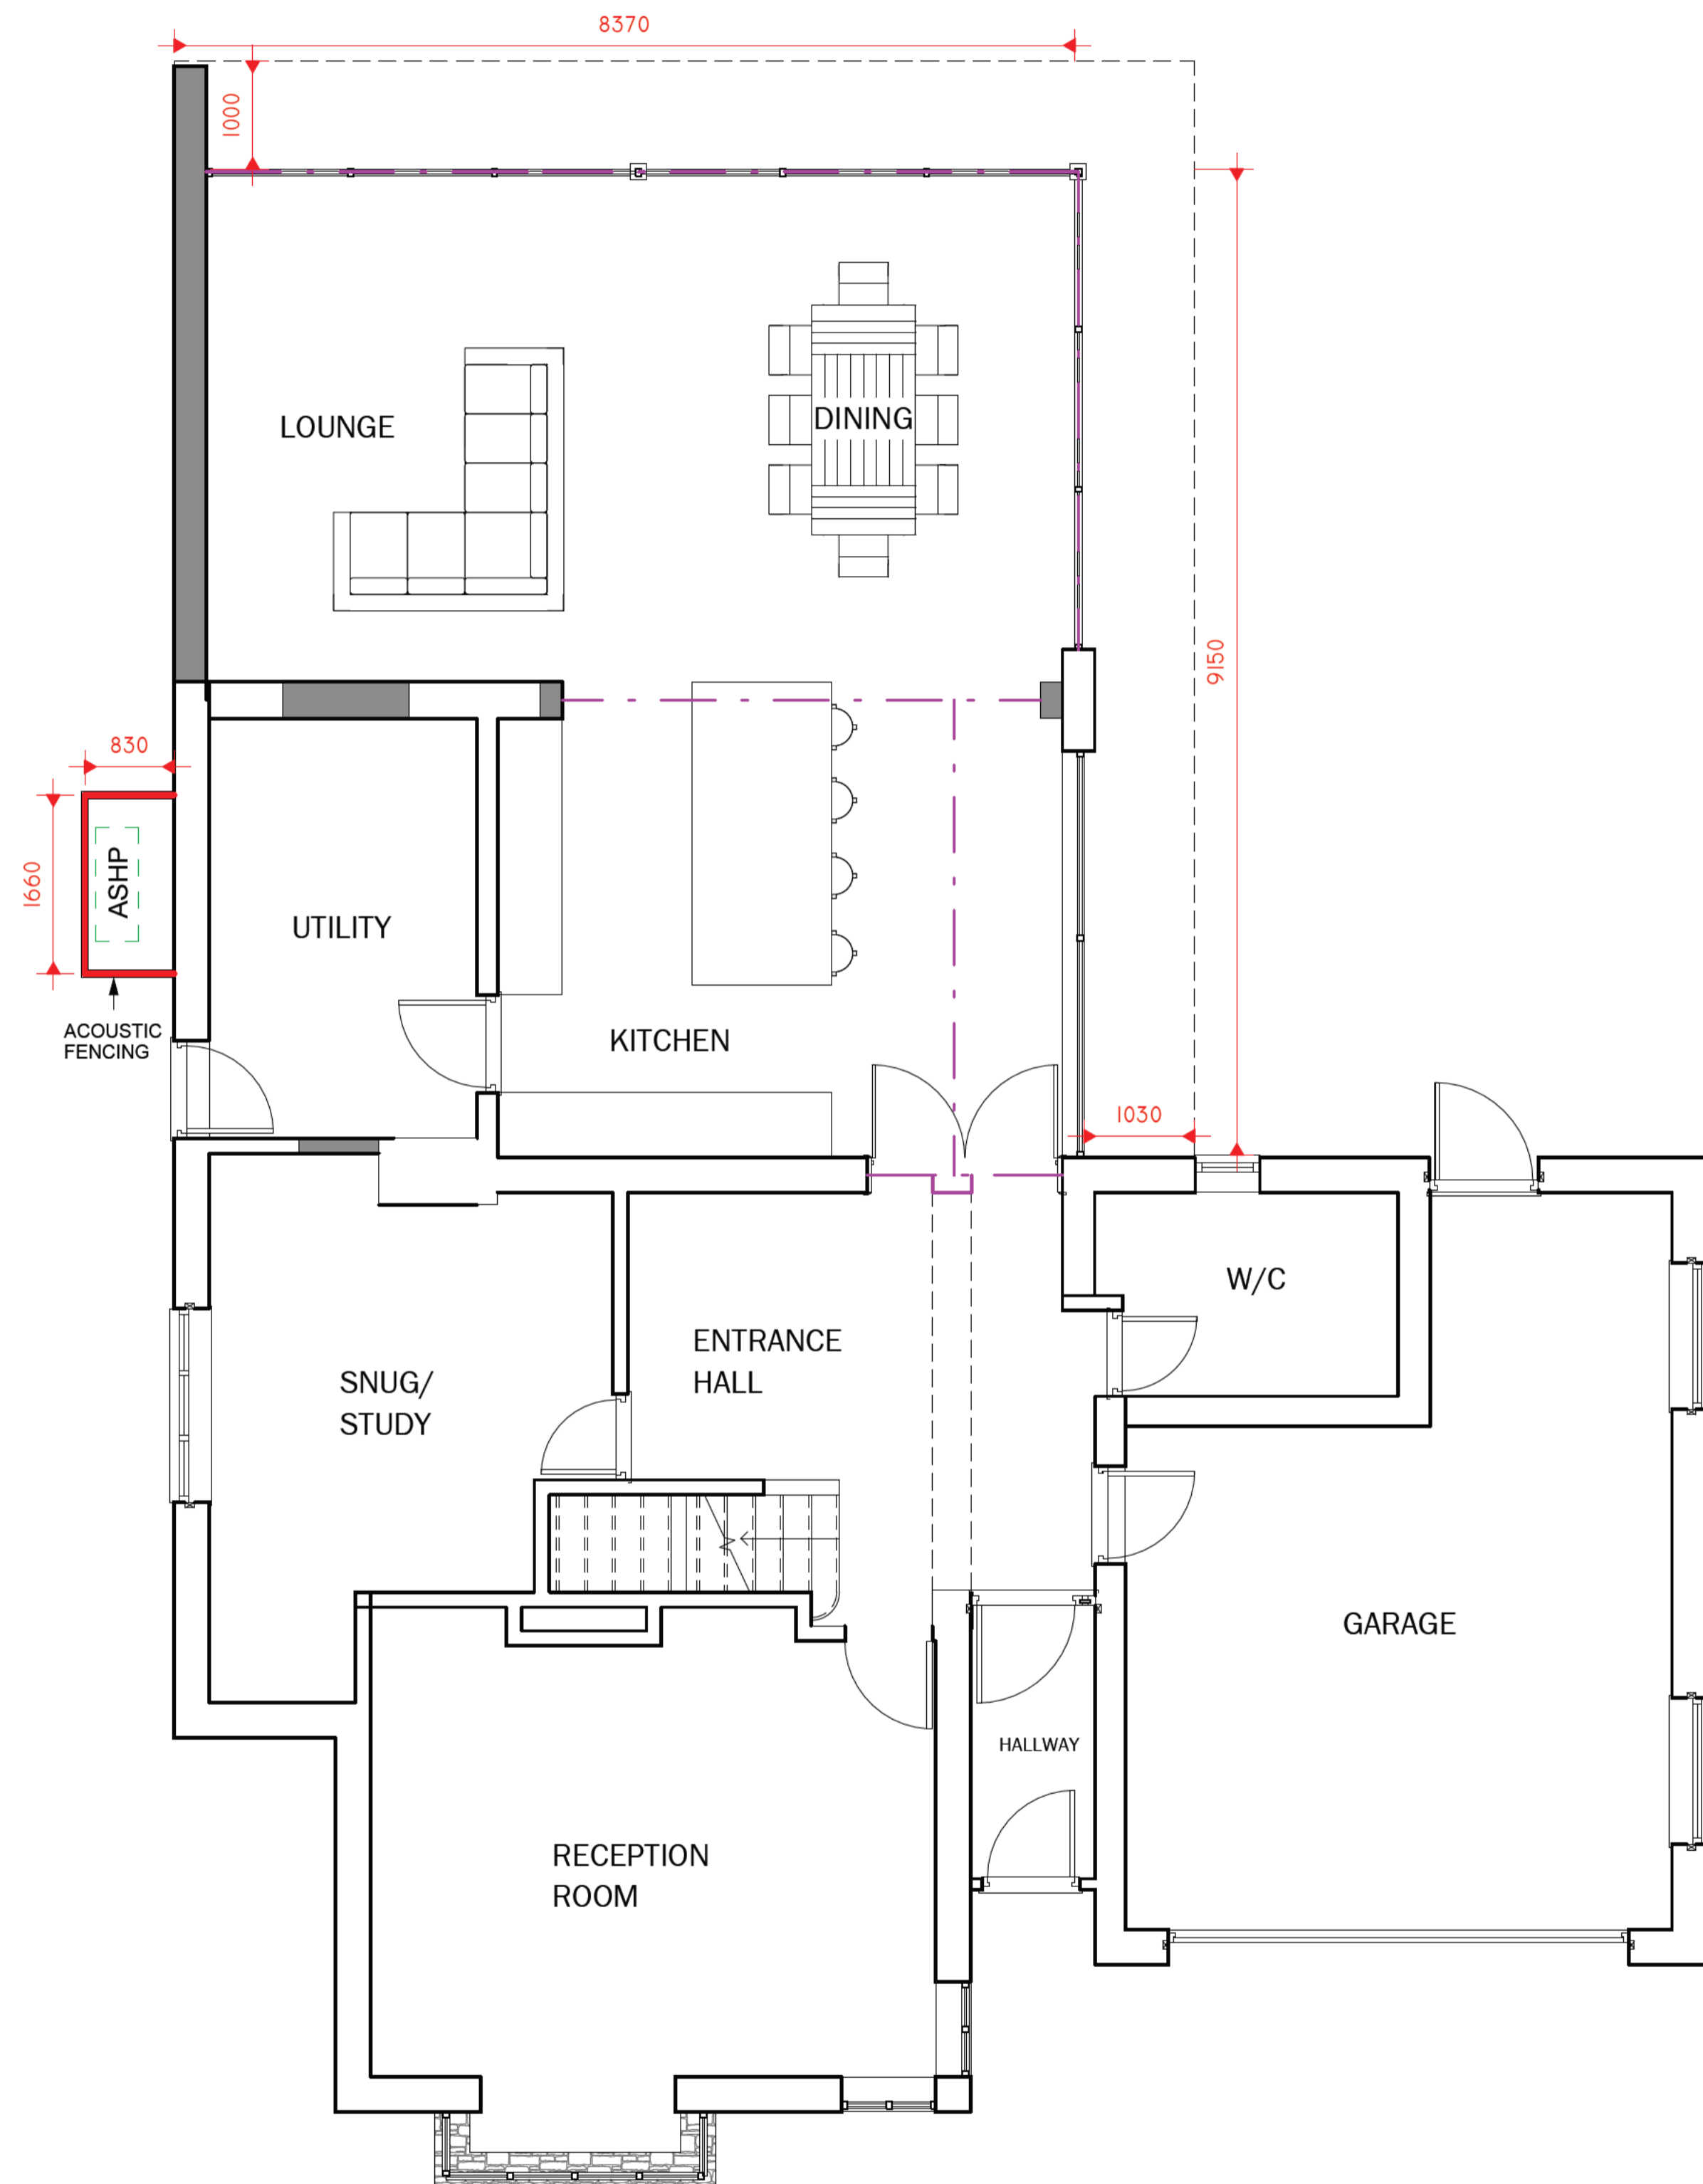 8370
1000
LOUNGE
DINING
9150
830
1660
ASHP
UTILITY
ACOUSTIC
FENCING
KITCHEN
1030
W/C
ENTRANCE
HALL
SNUG/
STUDY
GARAGE
HALLWAY
RECEPTION
ROOM